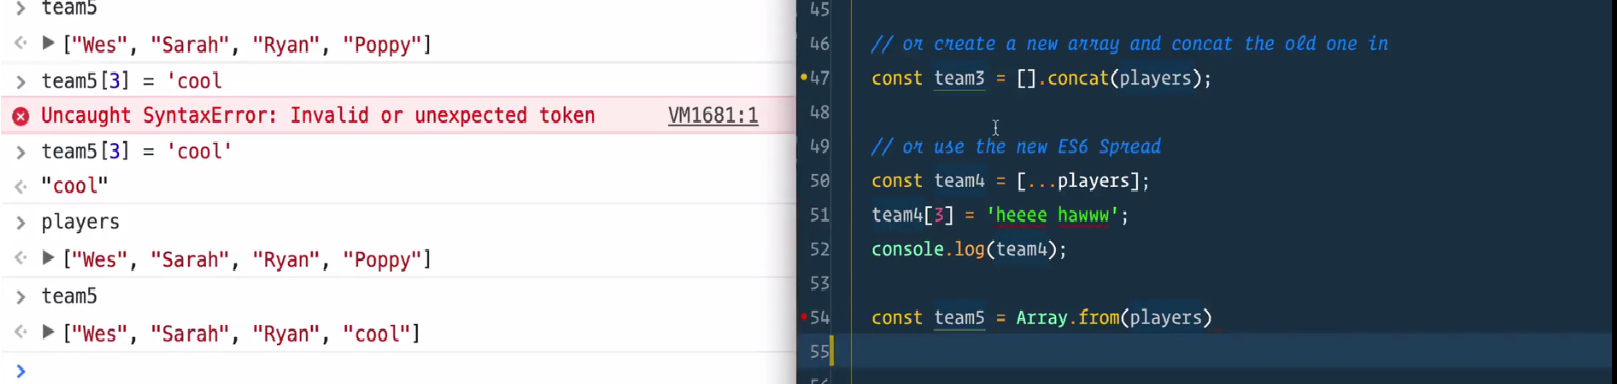 team5
["Wes", "Sarah", "Ryan", "Poppy"]
team5[3] = 'cool
Uncaught SyntaxError: Invalid or unexpected token VM1681:1
team5[3] = 'cool'
"cool"
players
["Wes", "Sarah", "Ryan", "Poppy"]
team5
["Wes", "Sarah", "Ryan", "cool"]
45
46 // or create a new array and concat the old one in
47 const team3 = [].concat(players);
48
49 // or use the new ES6 Spread
50 const team4 = [...players];
51 team4[3] = 'heeee hawww';
52 console.log(team4);
53
54 const team5 = Array.from(players)
55